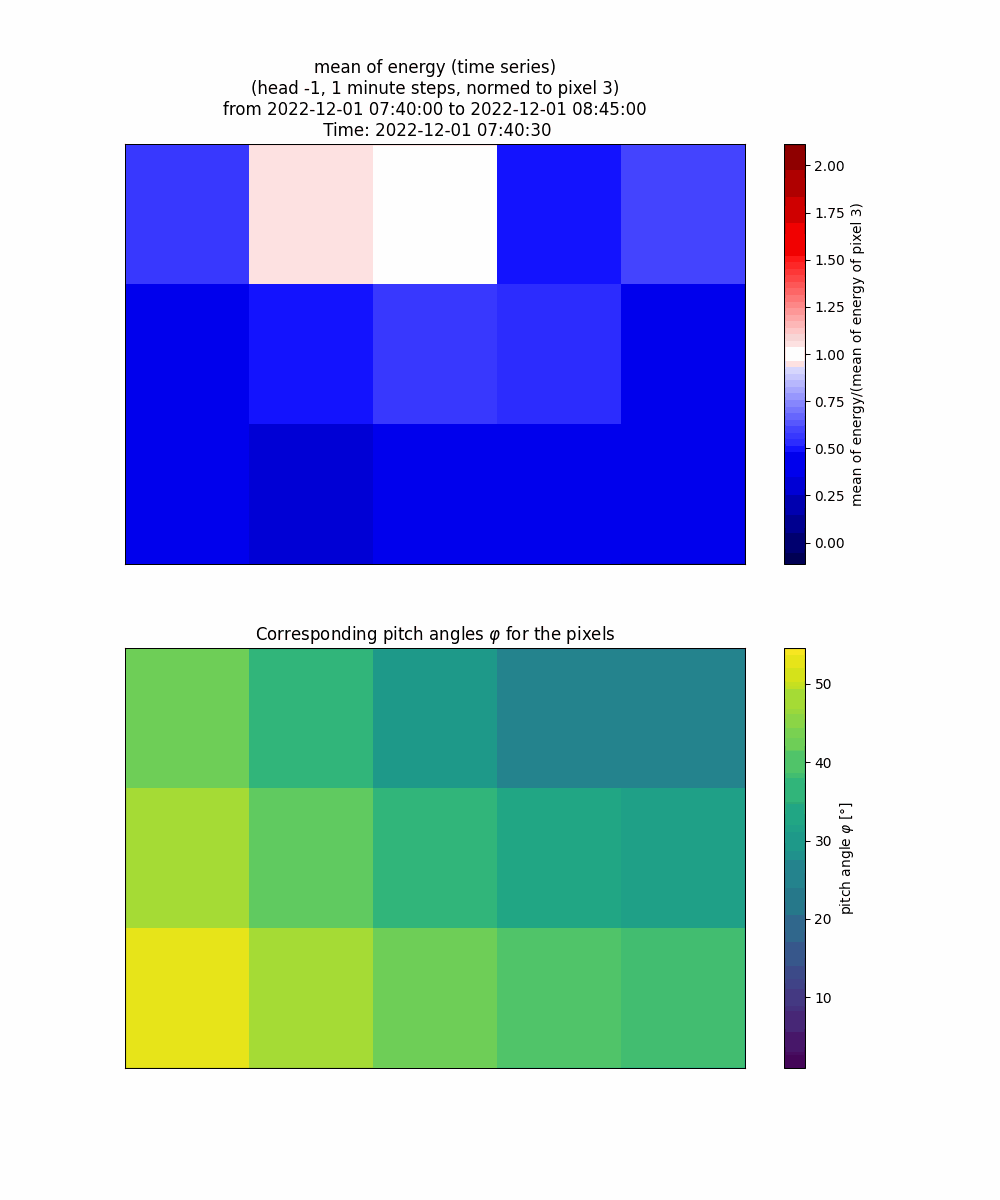 mean of energy (time series)
(head -1, 1 minute steps, normed to pixel 3)
from 2022-12-01 07:40:00 to 2022-12-01 08:45:00
Time: 2022-12-01 07:40:30
2.00
1.75
1.50
1.25
1.00
0.75
0.50
0.25
0.00
mean of energy/(mean of energy of pixel 3)
Corresponding pitch angles φ for the pixels
50
40
30
20
10
pitch angle φ [°]